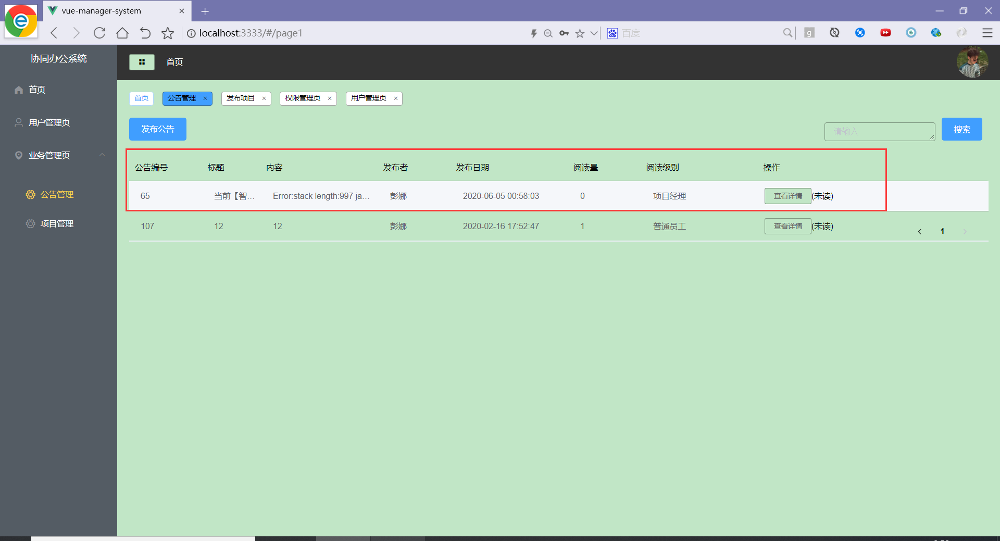 vue-manager-system
localhost:3333/#/page1
百度
协同办公系统
首页
首页
用户管理页
业务管理页
公告管理
项目管理
首页 公告管理 × 发布项目 × 权限管理页 × 用户管理页 ×
发布公告
请输入
搜索
公告编号 标题 内容 发布者 发布日期 阅读量 阅读级别 操作
65 当前【智... Error:stack length:997 ja... 彭娜 2020-06-05 00:58:03 0 项目经理 查看详情 (未读)
107 12 12 彭娜 2020-02-16 17:52:47 1 普通员工 查看详情 (未读)
1